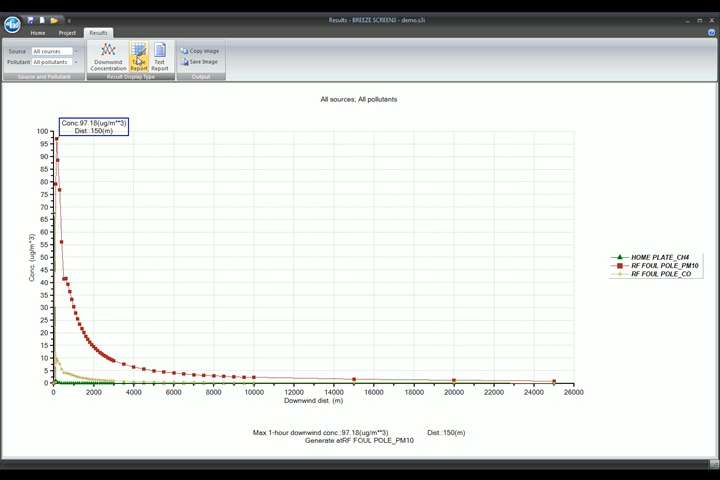 Results - BREEZE SCREEN3 - demo.s3i
Home Project Results
Source All sources
Pollutant All pollutants
Source and Pollutant
Downwind Concentration
Table Report
Text Report
Result Display Type
Copy image
Save Image
Output
All sources; All pollutants
Conc.97.18(ug/m**3)
Dist.:150(m)
Conc. (ug/m^3)
100
95
90
85
80
75
70
65
60
55
50
45
40
35
30
25
20
15
10
5
0
0 2000 4000 6000 8000 10000 12000 14000 16000 18000 20000 22000 24000 26000
Downwind dist. (m)
HOME PLATE_CH4
RF FOUL POLE_PM10
RF FOUL POLE_CO
Max 1-hour downwind conc.:97.18(ug/m**3) Dist.:150(m)
Generate atRF FOUL POLE_PM10